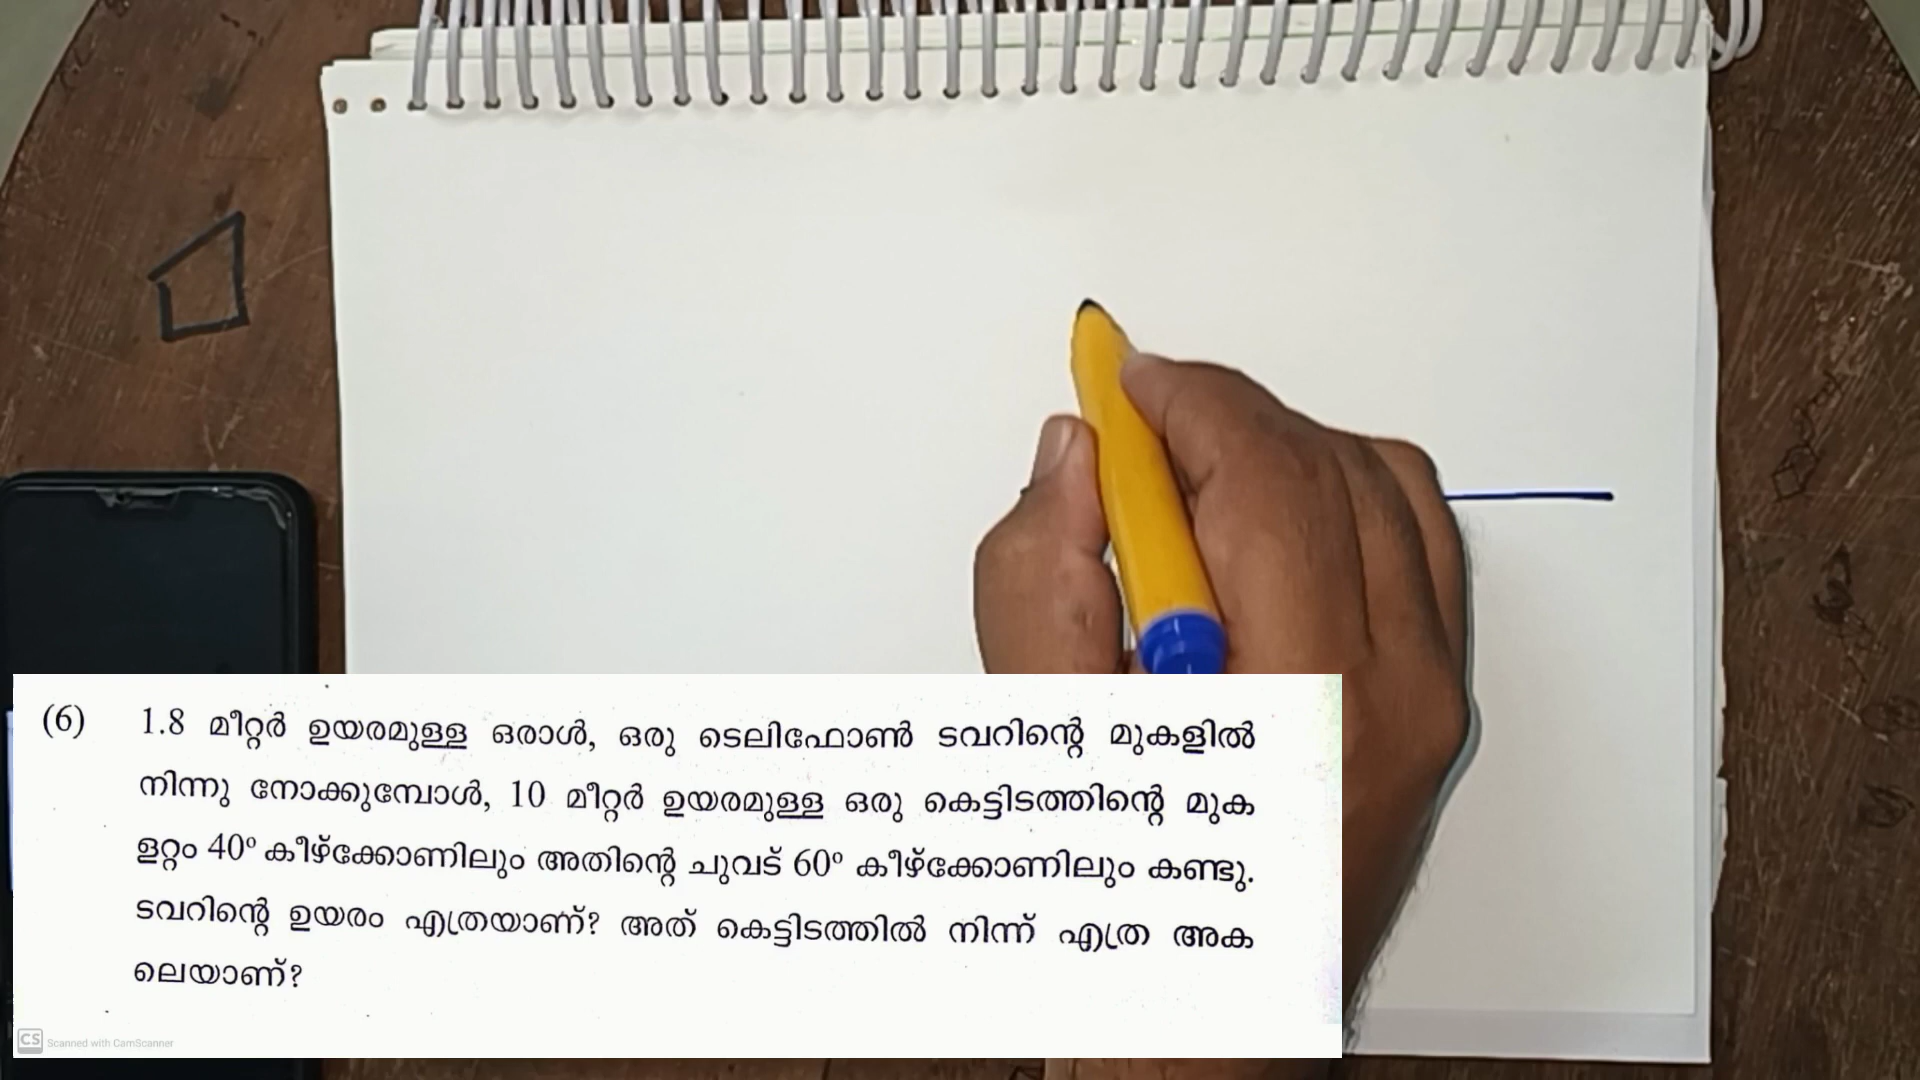 (6) 1.8 മീറ്റർ ഉയരമുള്ള ഒരാൾ, ഒരു ടെലിഫോൺ ടവറിന്റെ മുകളിൽ
നിന്നു നോക്കുമ്പോൾ, 10 മീറ്റർ ഉയരമുള്ള ഒരു കെട്ടിടത്തിന്റെ മുക
ളറ്റം 40° കീഴ്ക്കോണിലും അതിന്റെ ചുവട് 60° കീഴ്ക്കോണിലും കണ്ടു.
ടവറിന്റെ ഉയരം എത്രയാണ്? അത് കെട്ടിടത്തിൽ നിന്ന് എത്ര അക
ലെയാണ്?
CS Scanned with CamScanner